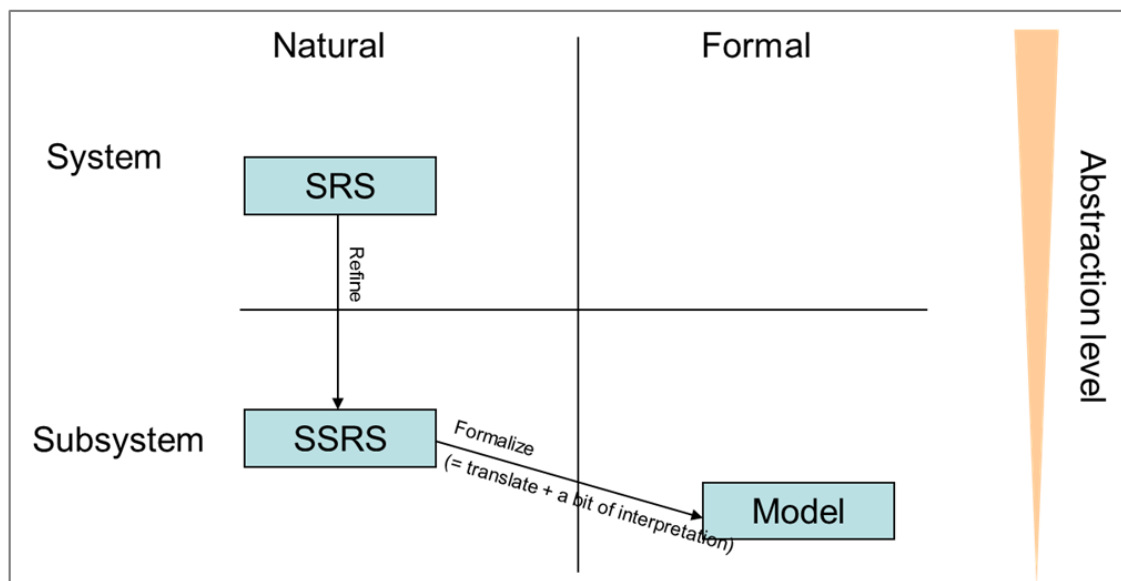 Natural
Formal
System
SRS
Refine
Abstraction level
Subsystem
SSRS
Formalize
(= translate + a bit of interpretation)
Model